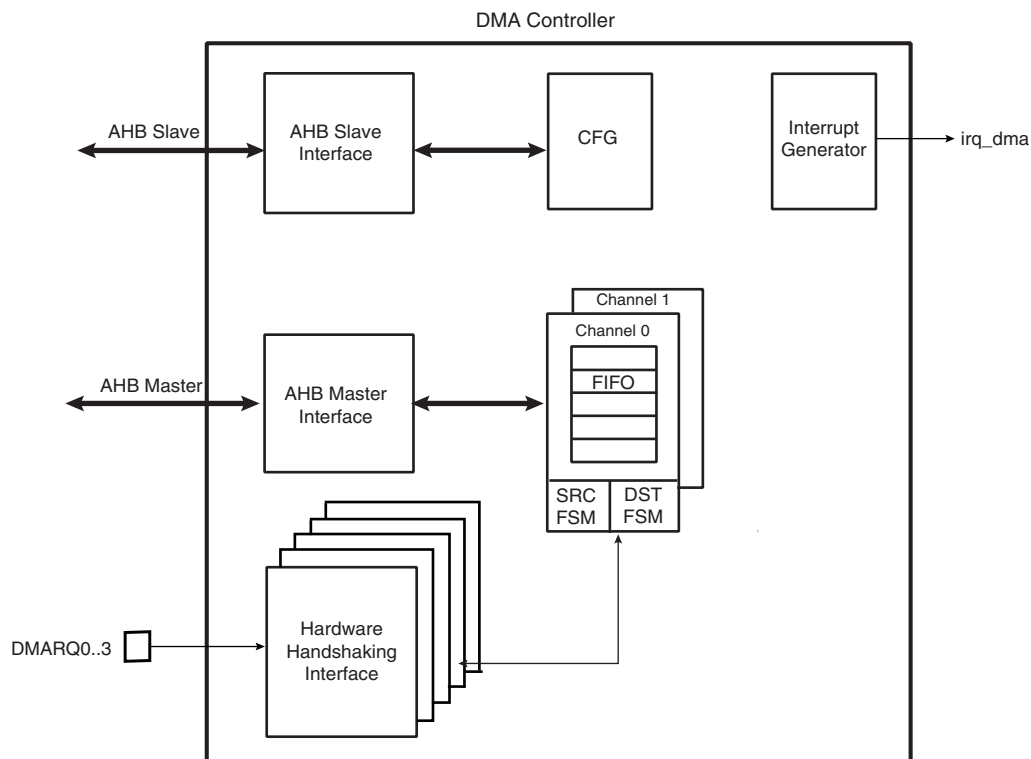 DMA Controller
AHB Slave
AHB Slave
Interface
CFG
Interrupt
Generator
irq_dma
Channel 1
Channel 0
FIFO
AHB Master
AHB Master
Interface
SRC
FSM
DST
FSM
DMARQ0..3
Hardware
Handshaking
Interface